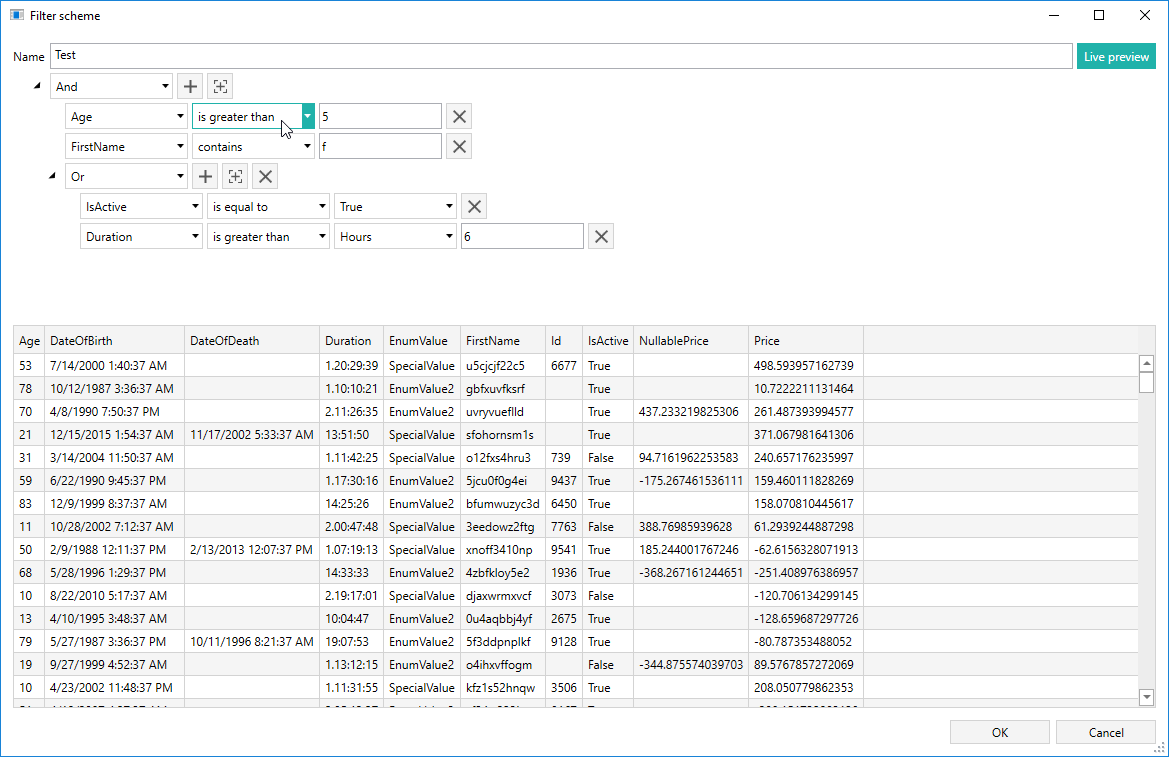 Filter scheme
Name Test Live preview
And
Age is greater than 5
FirstName contains f
Or
IsActive is equal to True
Duration is greater than Hours 6
Age DateOfBirth DateOfDeath Duration EnumValue FirstName Id IsActive NullablePrice Price
53 7/14/2000 1:40:37 AM 1.20:29:39 SpecialValue u5cjcjf22c5 6677 True 498.593957162739
78 10/12/1987 3:36:37 AM 1.10:10:21 EnumValue2 gbfxuvfksrf True 10.7222211131464
70 4/8/1990 7:50:37 PM 2.11:26:35 SpecialValue uvryvueflld True 437.233219825306 261.487393994577
21 12/15/2015 1:54:37 AM 11/17/2002 5:33:37 AM 13:51:50 SpecialValue sfohornsm1s True 371.067981641306
31 3/14/2004 11:50:37 AM 1.11:42:25 SpecialValue o12fxs4hru3 739 False 94.7161962253583 240.657176235997
59 6/22/1990 9:45:37 PM 1.17:30:16 EnumValue2 5jcu0f0g4ei 9437 True -175.267461536111 159.460111828269
83 12/9/1999 8:37:37 AM 14:25:26 EnumValue2 bfumwuzyc3d 6450 True 158.070810445617
11 10/28/2002 7:12:37 AM 2.00:47:48 SpecialValue 3eedowz2ftg 7763 False 388.76985939628 61.2939244887298
50 2/9/1988 12:11:37 PM 2/13/2013 12:07:37 PM 1.07:19:13 SpecialValue xnoff3410np 9541 True 185.244001767246 -62.6156328071913
68 5/28/1996 1:29:37 PM 14:33:33 EnumValue2 4zbfkloy5e2 1936 True -368.267161244651 -251.408976386957
10 8/22/2010 5:17:37 AM 2.19:17:01 SpecialValue djaxwrmxvcf 3073 False -120.706134299145
13 4/10/1995 3:48:37 AM 10:04:47 EnumValue2 0u4aqbbj4yf 2675 True -128.659687297726
79 5/27/1987 3:36:37 PM 10/11/1996 8:21:37 AM 19:07:53 EnumValue2 5f3ddpnplkf 9128 True -80.787353488052
19 9/27/1999 4:52:37 AM 1.13:12:15 EnumValue2 o4ihxvffogm False -344.875574039703 89.5767857272069
10 4/23/2002 11:48:37 PM 1.11:31:55 SpecialValue kfz1s52hnqw 3506 True 208.050779862353
OK Cancel